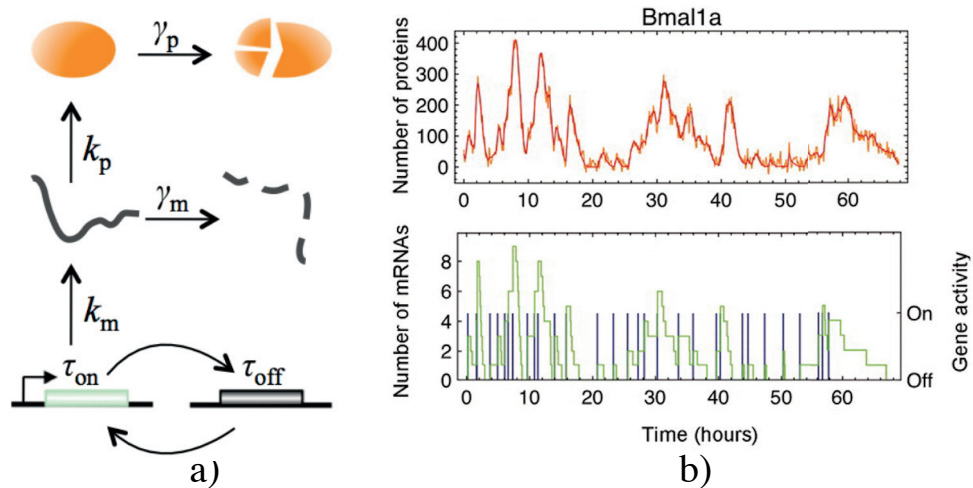 γp
kp
γm
km
τon
τoff
a)
Bmal1a
Number of proteins
400
300
200
100
0
0 10 20 30 40 50 60
Number of mRNAs
8
6
4
2
0
On
Off
Gene activity
0 10 20 30 40 50 60
Time (hours)
b)